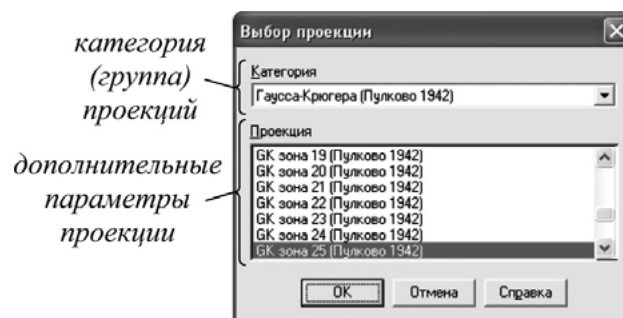 категория
(группа)
проекций
дополнительные
параметры
проекции
Выбор проекции
Категория
Гаусса-Крюгера (Пулково 1942)
Проекция
GK зона 19 (Пулково 1942)
GK зона 20 (Пулково 1942)
GK зона 21 (Пулково 1942)
GK зона 22 (Пулково 1942)
GK зона 23 (Пулково 1942)
GK зона 24 (Пулково 1942)
GK зона 25 (Пулково 1942)
OK
Отмена
Справка